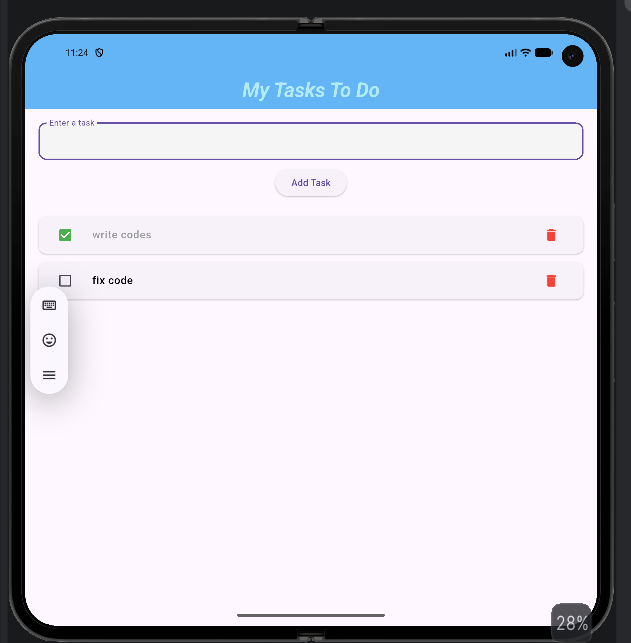 11:24
My Tasks To Do
Enter a task
Add Task
write codes
fix code
28%